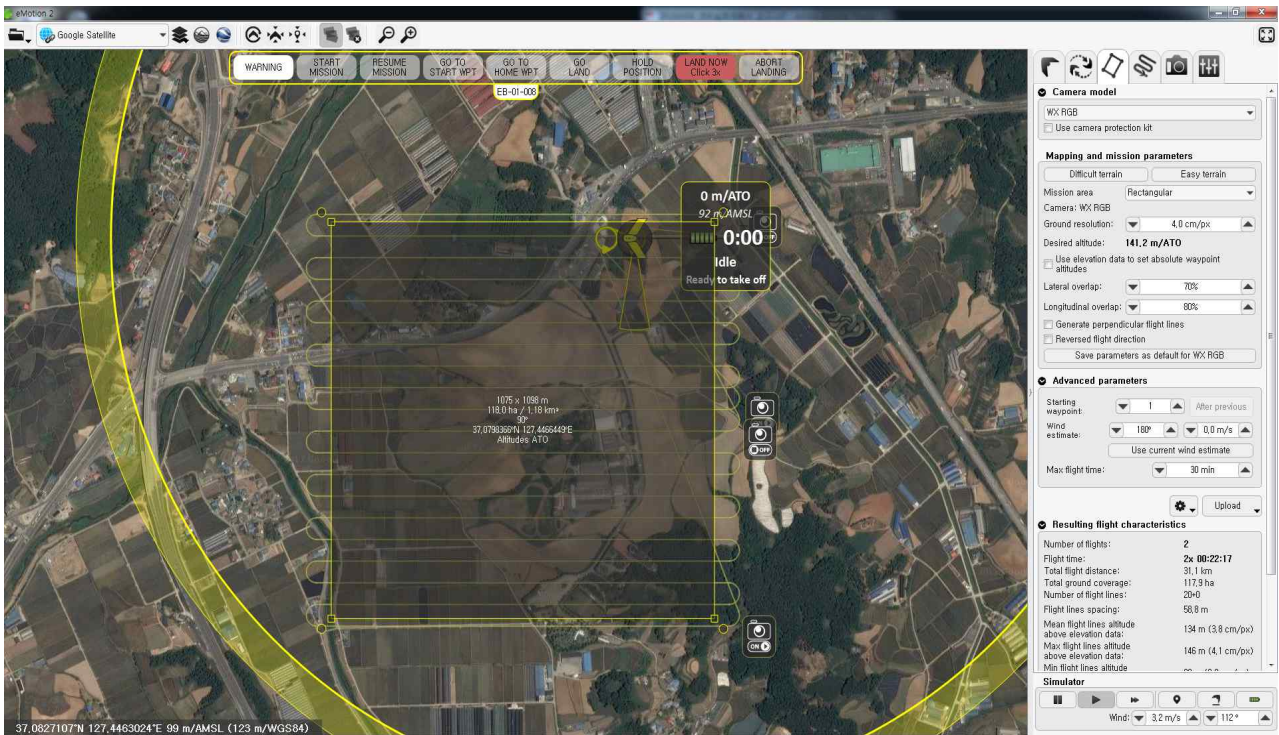 eMotion 2
Google Satellite
WARNING
START MISSION
RESUME MISSION
GO TO START WPT
GO TO HOME WPT
GO LAND
HOLD POSITION
LAND NOW Click 3x
ABORT LANDING
EB-01-008
0 m/ATO
92 m/AMSL
0:00
Idle
Ready to take off
1075 x 1098 m
118,0 ha / 1,18 km²
90°
37,0798366°N 127,4466449°E
Altitudes ATO
OFF
ON
37,0827107°N 127,4463024°E 99 m/AMSL (123 m/WGS84)
Camera model
WX RGB
Use camera protection kit
Mapping and mission parameters
Difficult terrain
Easy terrain
Mission area Rectangular
Camera: WX RGB
Ground resolution: 4,0 cm/px
Desired altitude: 141,2 m/ATO
Use elevation data to set absolute waypoint
altitudes
Lateral overlap: 70%
Longitudinal overlap: 80%
Generate perpendicular flight lines
Reversed flight direction
Save parameters as default for WX RGB
Advanced parameters
Starting
waypoint: 1 After previous
Wind
estimate: 180° 0,0 m/s
Use current wind estimate
Max flight time: 30 min
Upload
Resulting flight characteristics
Number of flights: 2
Flight time: 2x 00:22:17
Total flight distance: 31,1 km
Total ground coverage: 117,9 ha
Number of flight lines: 20+0
Flight lines spacing: 58,8 m
Mean flight lines altitude
above elevation data: 134 m (3,8 cm/px)
Max flight lines altitude
above elevation data: 146 m (4,1 cm/px)
Min flight lines altitude
Simulator
Wind: 3,2 m/s 112°